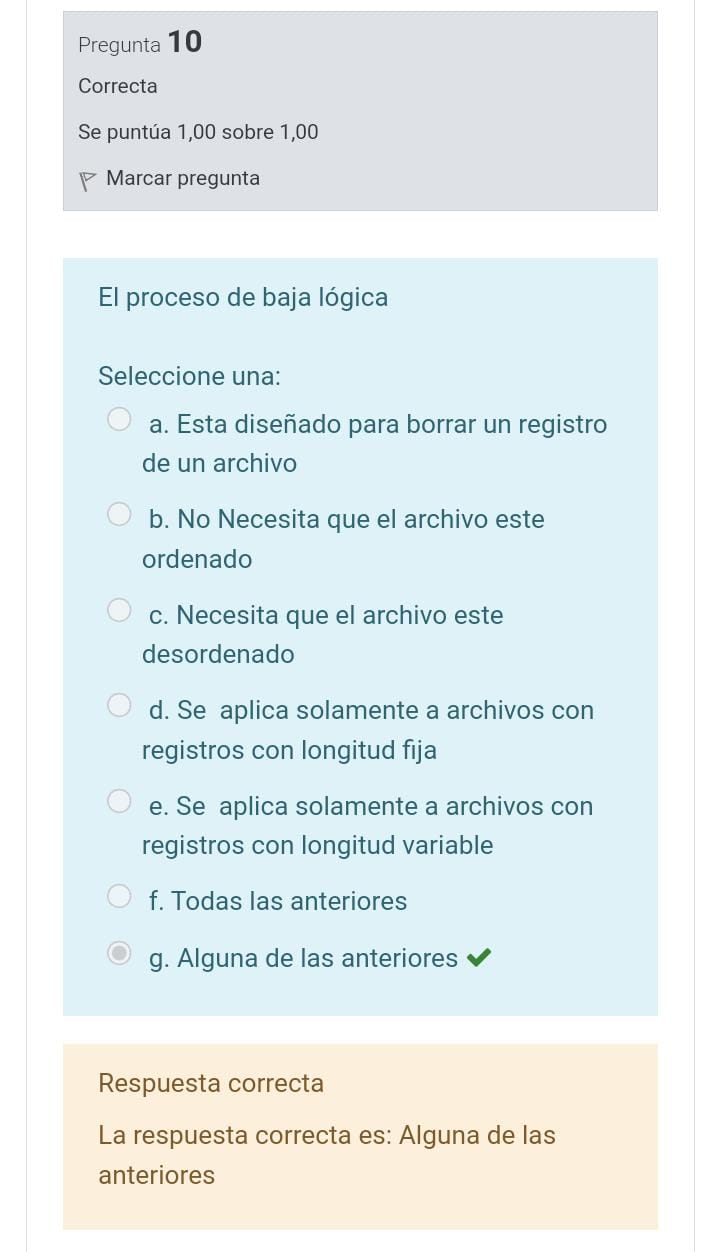 Pregunta 10
Correcta
Se puntúa 1,00 sobre 1,00
Marcar pregunta
El proceso de baja lógica
Seleccione una:
a. Esta diseñado para borrar un registro
de un archivo
b. No Necesita que el archivo este
ordenado
c. Necesita que el archivo este
desordenado
d. Se aplica solamente a archivos con
registros con longitud fija
e. Se aplica solamente a archivos con
registros con longitud variable
f. Todas las anteriores
g. Alguna de las anteriores
Respuesta correcta
La respuesta correcta es: Alguna de las
anteriores